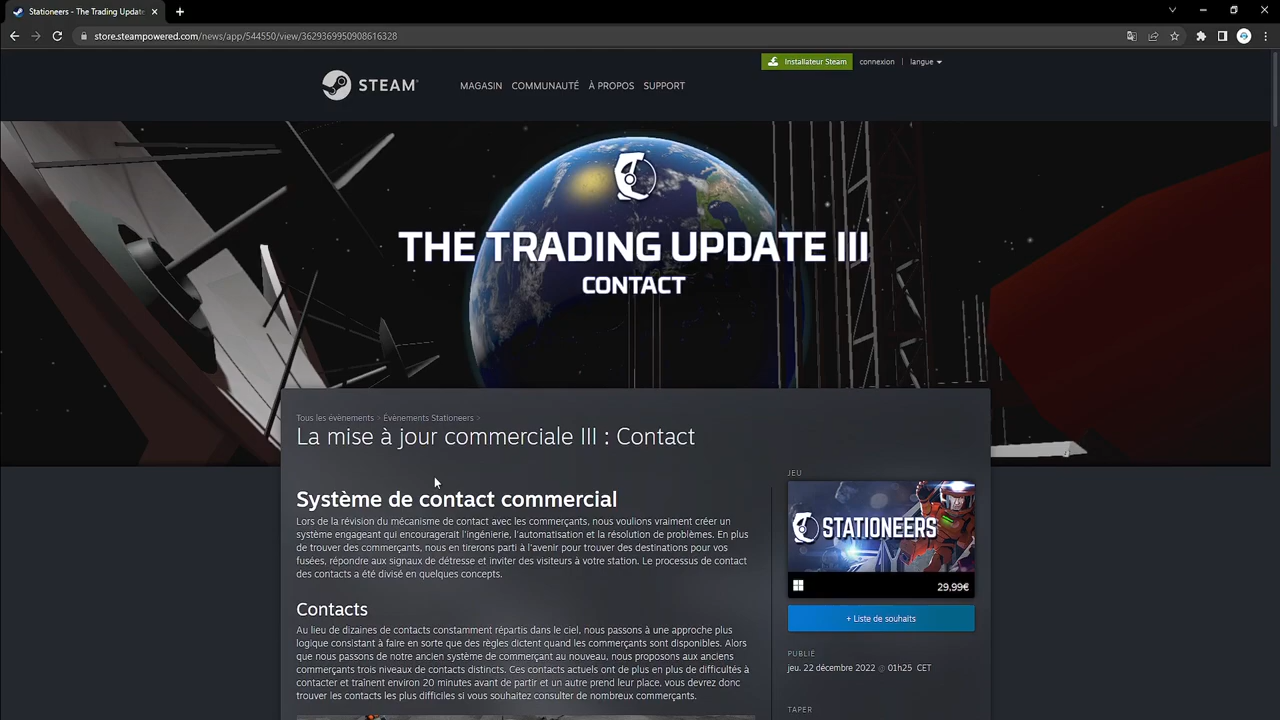 Stationeers - The Trading Update
store.steampowered.com/news/app/544550/view/3629369950908616328
Installateur Steam
connexion
langue
STEAM
MAGASIN
COMMUNAUTÉ
À PROPOS
SUPPORT
THE TRADING UPDATE III
CONTACT
Tous les évènements > Évènements Stationeers >
La mise à jour commerciale III : Contact
Système de contact commercial
Lors de la révision du mécanisme de contact avec les commerçants, nous voulions vraiment créer un
système engageant qui encouragerait l'ingénierie, l'automatisation et la résolution de problèmes. En plus
de trouver des commerçants, nous en tirerons parti à l'avenir pour trouver des destinations pour vos
fusées, répondre aux signaux de détresse et inviter des visiteurs à votre station. Le processus de contact
des contacts a été divisé en quelques concepts.
Contacts
Au lieu de dizaines de contacts constamment répartis dans le ciel, nous passons à une approche plus
logique consistant à faire en sorte que des règles dictent quand les commerçants sont disponibles. Alors
que nous passons de notre ancien système de commerçant au nouveau, nous proposons aux anciens
commerçants trois niveaux de contacts distincts. Ces contacts actuels ont de plus en plus de difficultés à
contacter et traînent environ 20 minutes avant de partir et un autre prend leur place, vous devrez donc
trouver les contacts les plus difficiles si vous souhaitez consulter de nombreux commerçants.
JEU
STATIONEERS
29,99€
+ Liste de souhaits
PUBLIÉ
jeu. 22 décembre 2022 @ 01h25 CET
TAPER